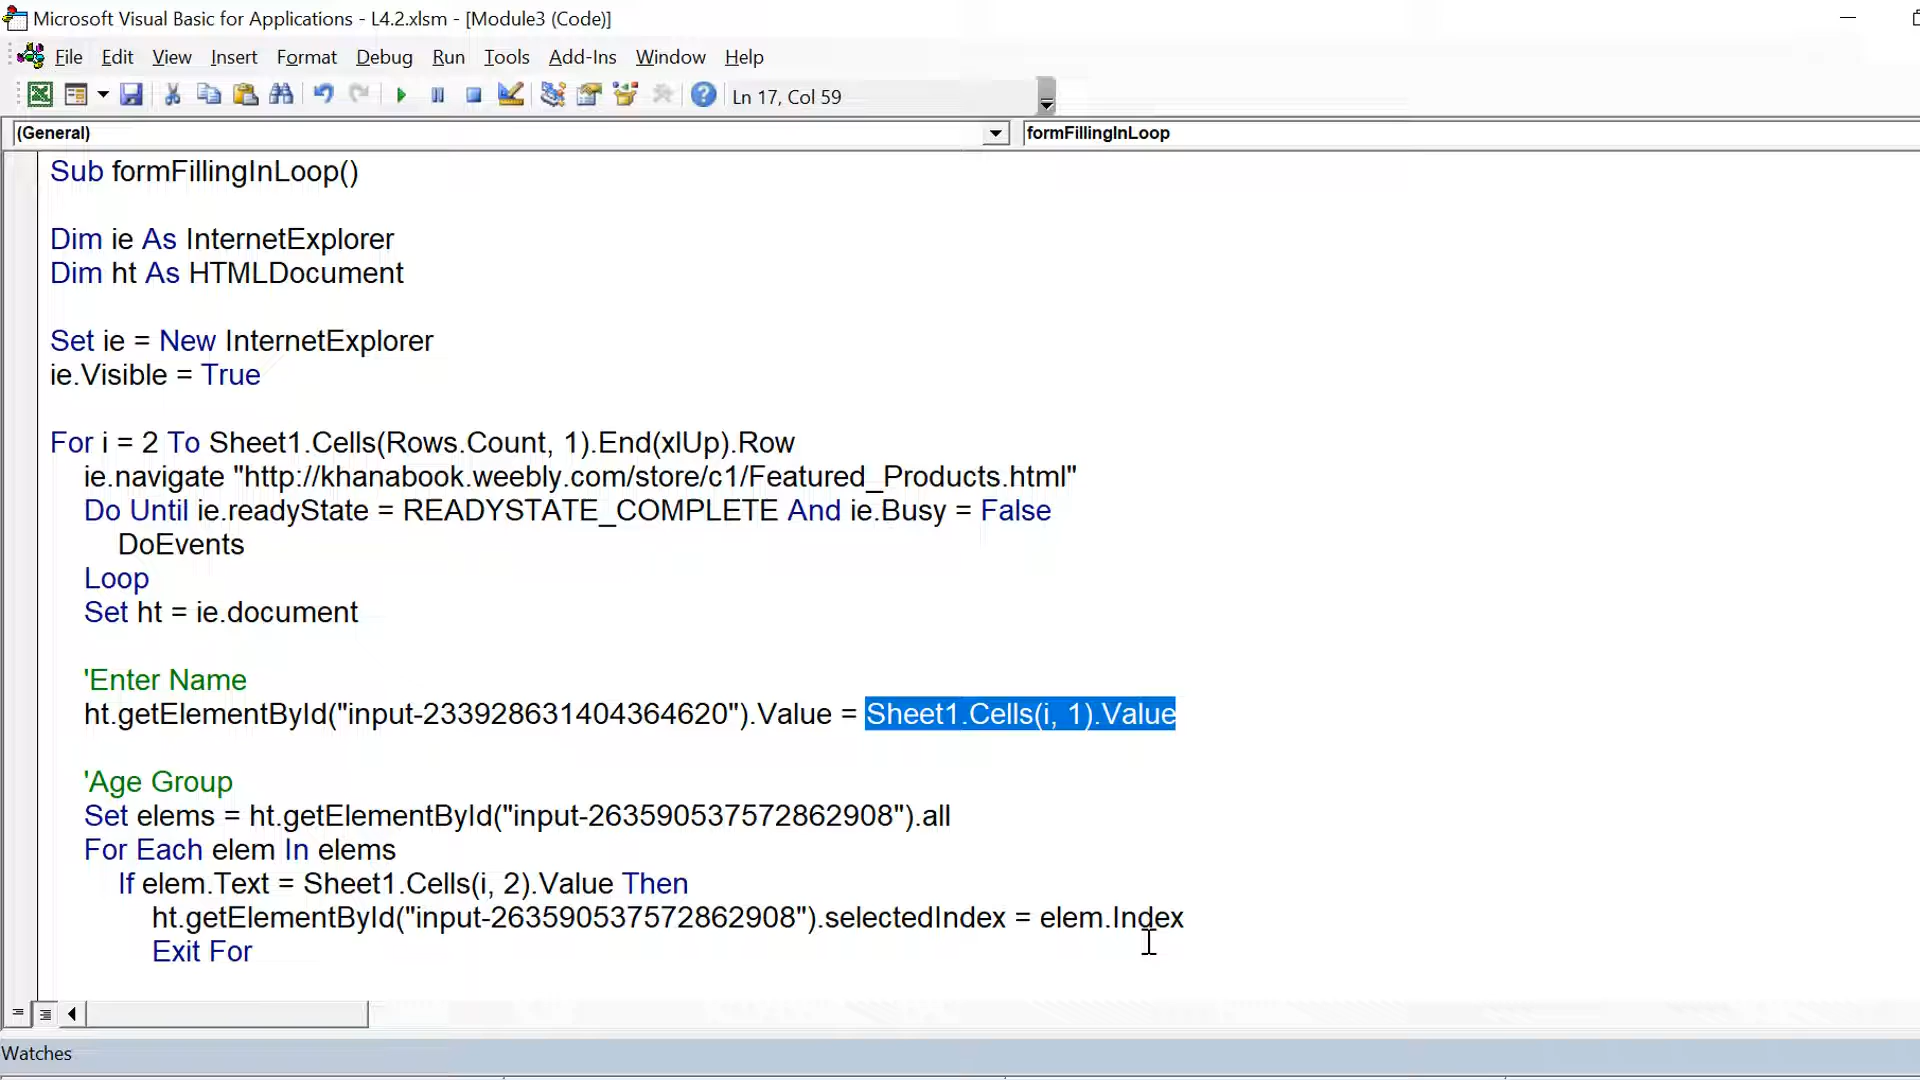 Microsoft Visual Basic for Applications - L4.2.xlsm - [Module3 (Code)]
File Edit View Insert Format Debug Run Tools Add-Ins Window Help
Ln 17, Col 59
(General) formFillingInLoop
Sub formFillingInLoop()
Dim ie As InternetExplorer
Dim ht As HTMLDocument
Set ie = New InternetExplorer
ie.Visible = True
For i = 2 To Sheet1.Cells(Rows.Count, 1).End(xlUp).Row
ie.navigate "http://khanabook.weebly.com/store/c1/Featured_Products.html"
Do Until ie.readyState = READYSTATE_COMPLETE And ie.Busy = False
DoEvents
Loop
Set ht = ie.document
'Enter Name
ht.getElementById("input-233928631404364620").Value = Sheet1.Cells(i, 1).Value
'Age Group
Set elems = ht.getElementById("input-263590537572862908").all
For Each elem In elems
If elem.Text = Sheet1.Cells(i, 2).Value Then
ht.getElementById("input-263590537572862908").selectedIndex = elem.Index
Exit For
Watches